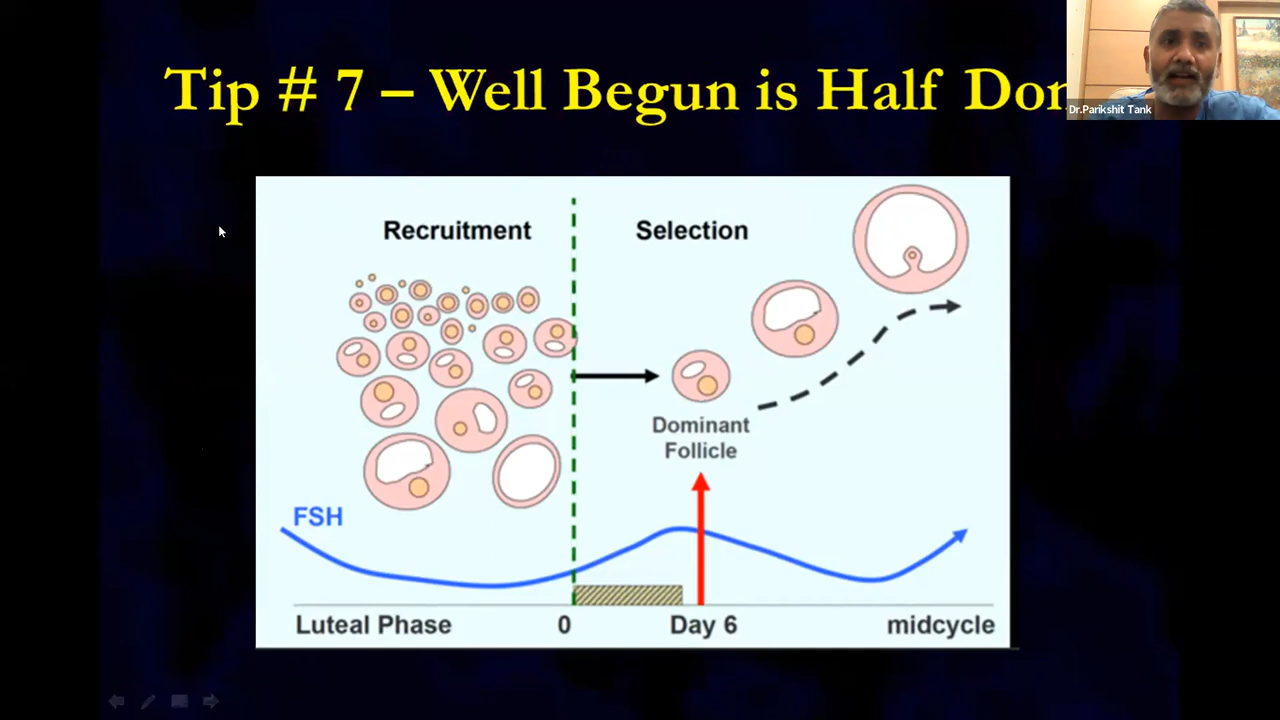 Tip # 7 – Well Begun is Half Don
Dr.Parikshit Tank
Recruitment
Selection
Dominant
Follicle
FSH
Luteal Phase
0
Day 6
midcycle